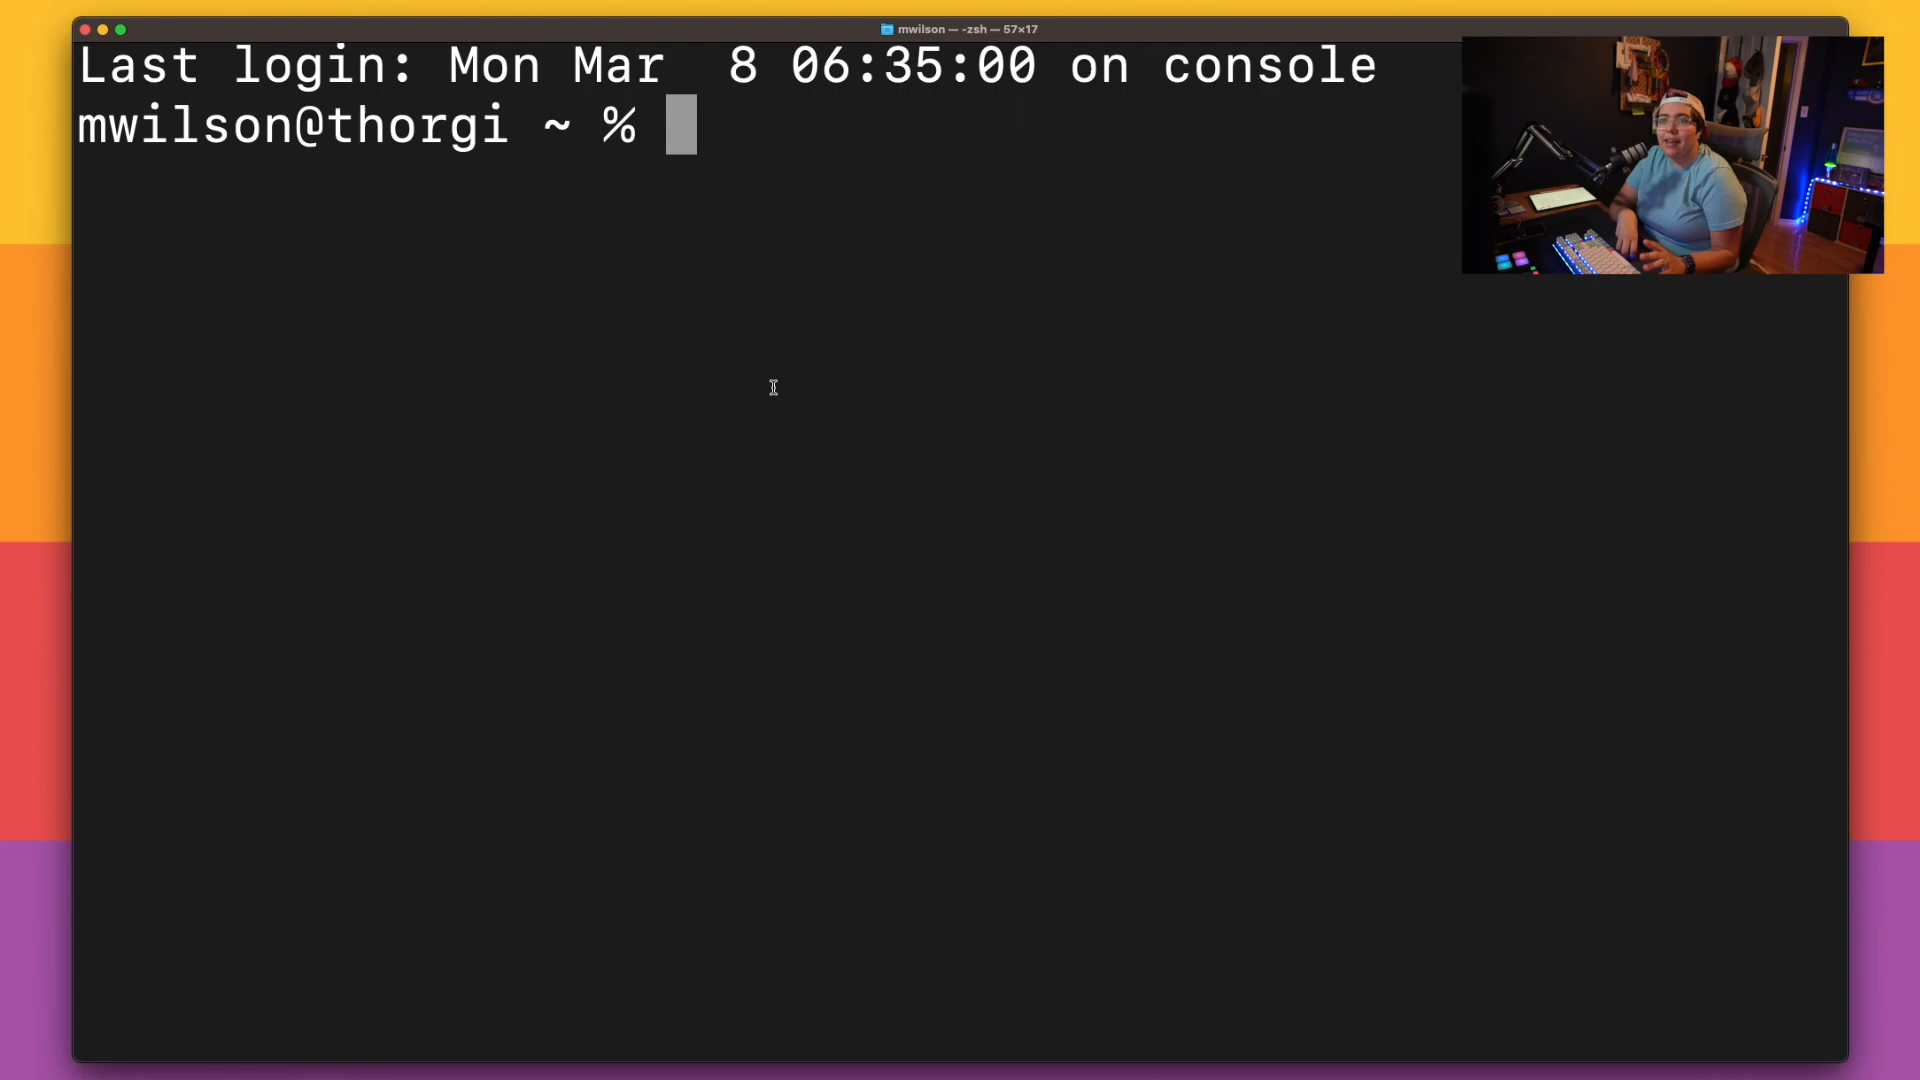 mwilson — -zsh — 57×17
Last login: Mon Mar  8 06:35:00 on console
mwilson@thorgi ~ %